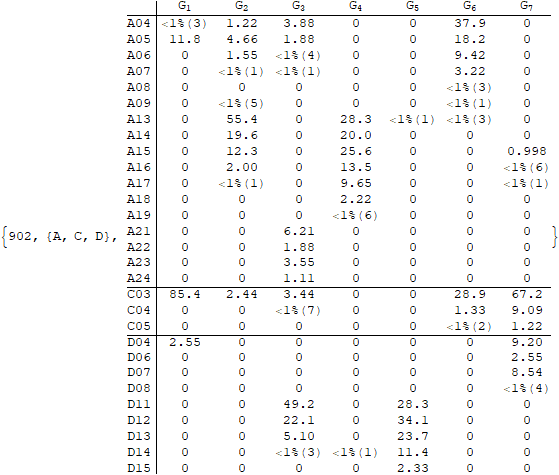 G₁ G₂ G₃ G₄ G₅ G₆ G₇
A04 <1%(3) 1.22 3.88 0 0 37.9 0
A05 11.8 4.66 1.88 0 0 18.2 0
A06 0 1.55 <1%(4) 0 0 9.42 0
A07 0 <1%(1) <1%(1) 0 0 3.22 0
A08 0 0 0 0 0 <1%(3) 0
A09 0 <1%(5) 0 0 0 <1%(1) 0
A13 0 55.4 0 28.3 <1%(1) <1%(3) 0
A14 0 19.6 0 20.0 0 0 0
A15 0 12.3 0 25.6 0 0 0.998
A16 0 2.00 0 13.5 0 0 <1%(6)
A17 0 <1%(1) 0 9.65 0 0 <1%(1)
A18 0 0 0 2.22 0 0 0
A19 0 0 0 <1%(6) 0 0 0
{902, {A, C, D}, A21 0 0 6.21 0 0 0 0 }
A22 0 0 1.88 0 0 0 0
A23 0 0 3.55 0 0 0 0
A24 0 0 1.11 0 0 0 0
C03 85.4 2.44 3.44 0 0 28.9 67.2
C04 0 0 <1%(7) 0 0 1.33 9.09
C05 0 0 0 0 0 <1%(2) 1.22
D04 2.55 0 0 0 0 0 9.20
D06 0 0 0 0 0 0 2.55
D07 0 0 0 0 0 0 8.54
D08 0 0 0 0 0 0 <1%(4)
D11 0 0 49.2 0 28.3 0 0
D12 0 0 22.1 0 34.1 0 0
D13 0 0 5.10 0 23.7 0 0
D14 0 0 <1%(3) <1%(1) 11.4 0 0
D15 0 0 0 0 2.33 0 0